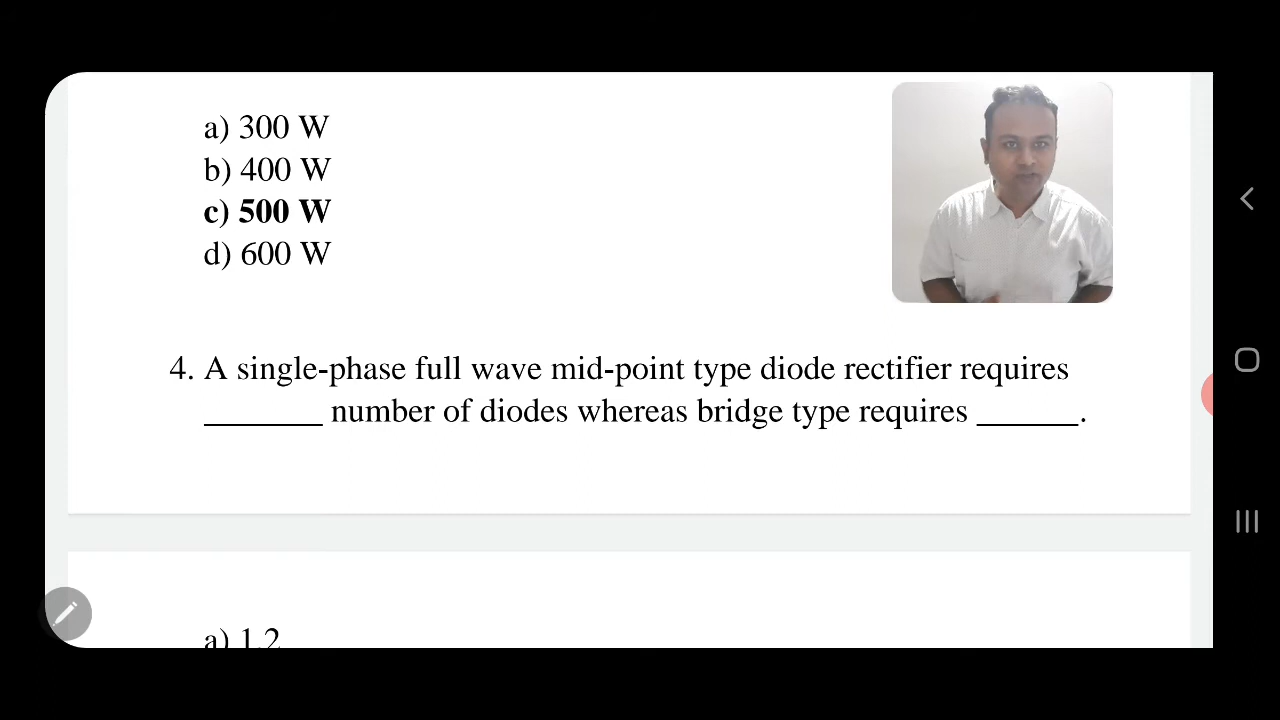 a) 300 W
b) 400 W
c) 500 W
d) 600 W
4. A single-phase full wave mid-point type diode rectifier requires
_______ number of diodes whereas bridge type requires ______.
a) 1,2